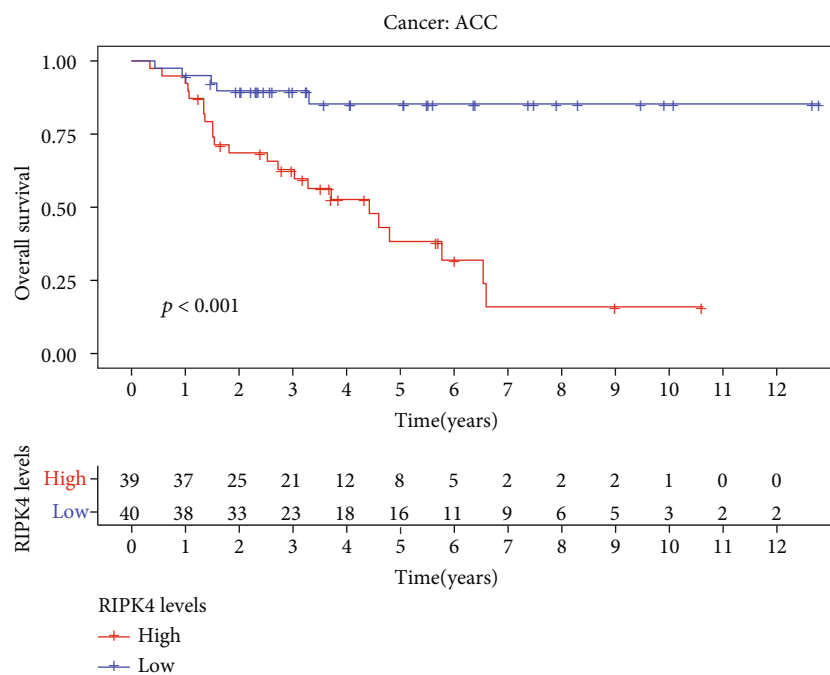 Cancer: ACC
Overall survival
1.00
0.75
0.50
0.25
0.00
p < 0.001
0 1 2 3 4 5 6 7 8 9 10 11 12
Time(years)
RIPK4 levels
High 39 37 25 21 12 8 5 2 2 2 1 0 0
Low 40 38 33 23 18 16 11 9 6 5 3 2 2
0 1 2 3 4 5 6 7 8 9 10 11 12
Time(years)
RIPK4 levels
High
Low